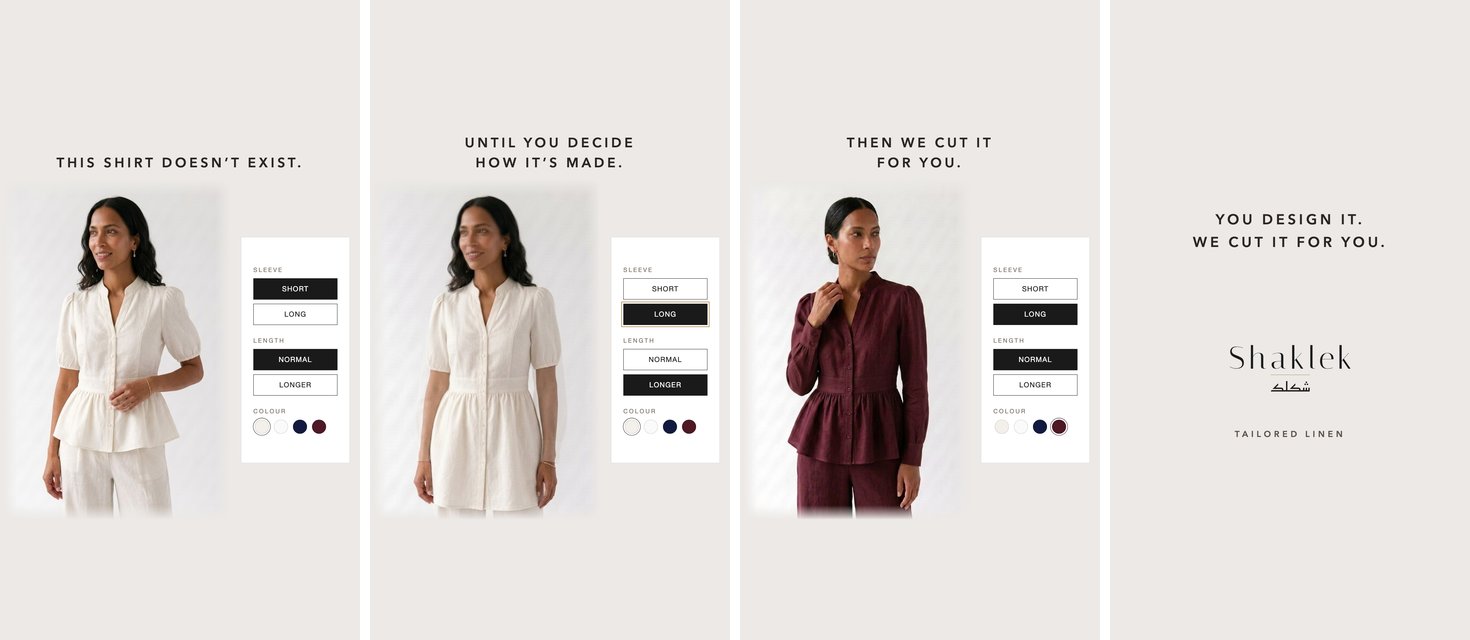 THIS SHIRT DOESN'T EXIST.
SLEEVE
SHORT
LONG
LENGTH
NORMAL
LONGER
COLOUR
UNTIL YOU DECIDE
HOW IT'S MADE.
SLEEVE
SHORT
LONG
LENGTH
NORMAL
LONGER
COLOUR
THEN WE CUT IT
FOR YOU.
SLEEVE
SHORT
LONG
LENGTH
NORMAL
LONGER
COLOUR
YOU DESIGN IT.
WE CUT IT FOR YOU.
Shaklek
شكلك
TAILORED LINEN